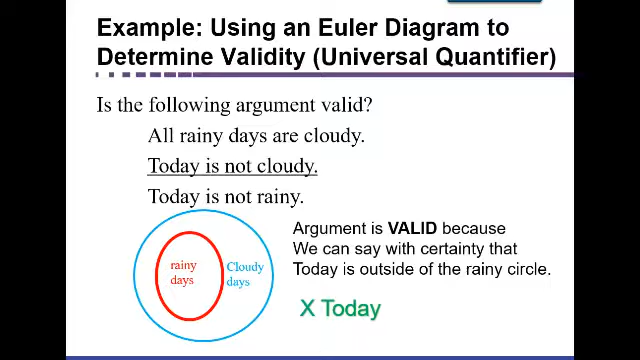 Example: Using an Euler Diagram to
Determine Validity (Universal Quantifier)
Is the following argument valid?
All rainy days are cloudy.
Today is not cloudy.
Today is not rainy.
rainy
days
Cloudy
days
Argument is VALID because
We can say with certainty that
Today is outside of the rainy circle.
X Today